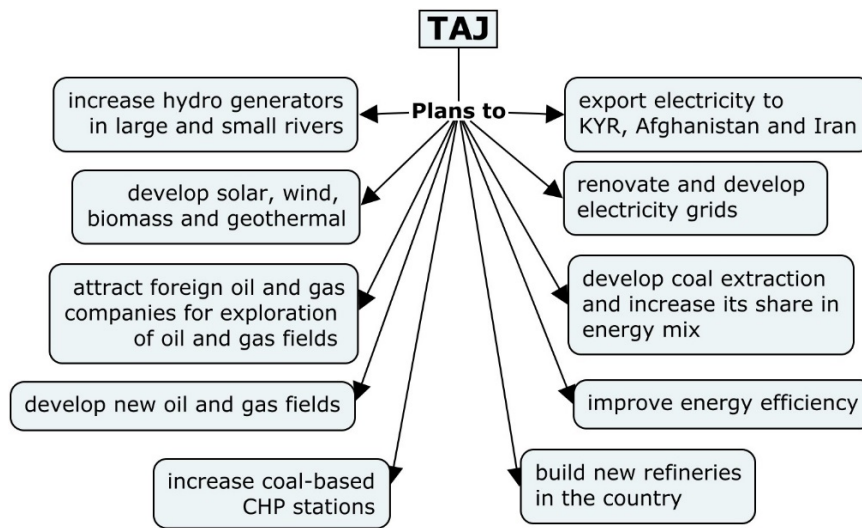 TAJ
Plans to
increase hydro generators
in large and small rivers
develop solar, wind,
biomass and geothermal
attract foreign oil and gas
companies for exploration
of oil and gas fields
develop new oil and gas fields
increase coal-based
CHP stations
export electricity to
KYR, Afghanistan and Iran
renovate and develop
electricity grids
develop coal extraction
and increase its share in
energy mix
improve energy efficiency
build new refineries
in the country